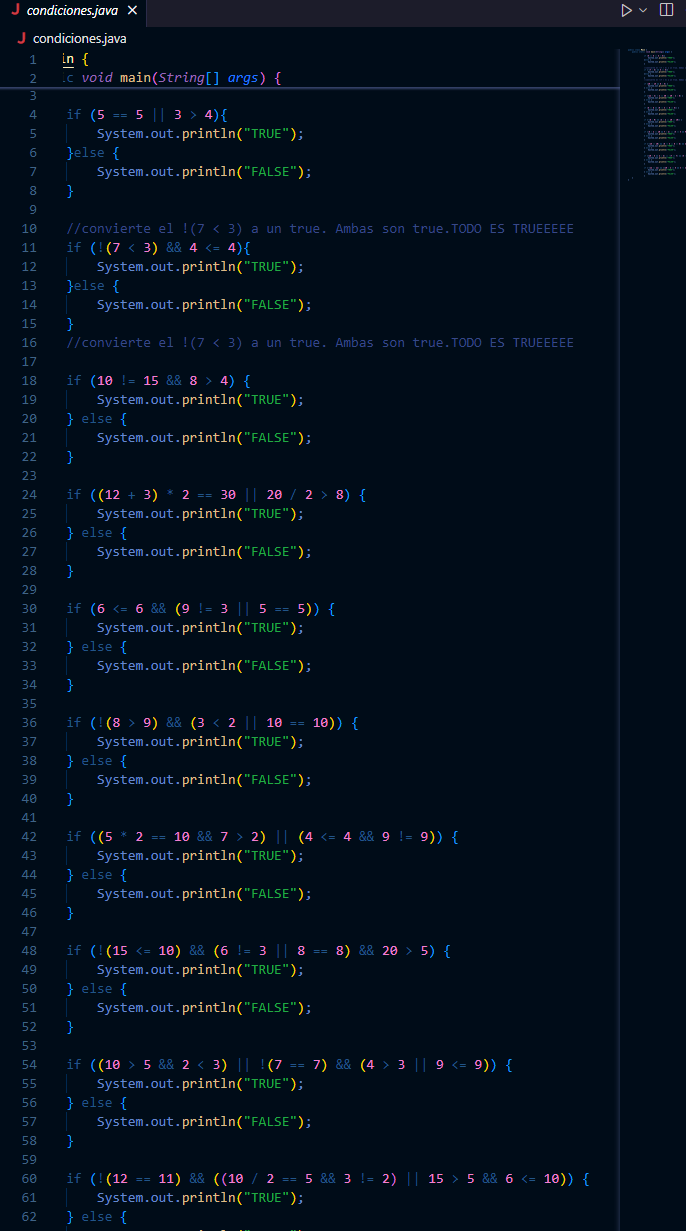 condiciones.java
condiciones.java
1 in {
2 ic void main(String[] args) {
3
4 if (5 == 5 || 3 > 4){
5 System.out.println("TRUE");
6 }else {
7 System.out.println("FALSE");
8 }
9
10 //convierte el !(7 < 3) a un true. Ambas son true.TODO ES TRUEEEEE
11 if (!(7 < 3) && 4 <= 4){
12 System.out.println("TRUE");
13 }else {
14 System.out.println("FALSE");
15 }
16 //convierte el !(7 < 3) a un true. Ambas son true.TODO ES TRUEEEEE
17
18 if (10 != 15 && 8 > 4) {
19 System.out.println("TRUE");
20 } else {
21 System.out.println("FALSE");
22 }
23
24 if ((12 + 3) * 2 == 30 || 20 / 2 > 8) {
25 System.out.println("TRUE");
26 } else {
27 System.out.println("FALSE");
28 }
29
30 if (6 <= 6 && (9 != 3 || 5 == 5)) {
31 System.out.println("TRUE");
32 } else {
33 System.out.println("FALSE");
34 }
35
36 if (!(8 > 9) && (3 < 2 || 10 == 10)) {
37 System.out.println("TRUE");
38 } else {
39 System.out.println("FALSE");
40 }
41
42 if ((5 * 2 == 10 && 7 > 2) || (4 <= 4 && 9 != 9)) {
43 System.out.println("TRUE");
44 } else {
45 System.out.println("FALSE");
46 }
47
48 if (!(15 <= 10) && (6 != 3 || 8 == 8) && 20 > 5) {
49 System.out.println("TRUE");
50 } else {
51 System.out.println("FALSE");
52 }
53
54 if ((10 > 5 && 2 < 3) || !(7 == 7) && (4 > 3 || 9 <= 9)) {
55 System.out.println("TRUE");
56 } else {
57 System.out.println("FALSE");
58 }
59
60 if (!(12 == 11) && ((10 / 2 == 5 && 3 != 2) || 15 > 5 && 6 <= 10)) {
61 System.out.println("TRUE");
62 } else {